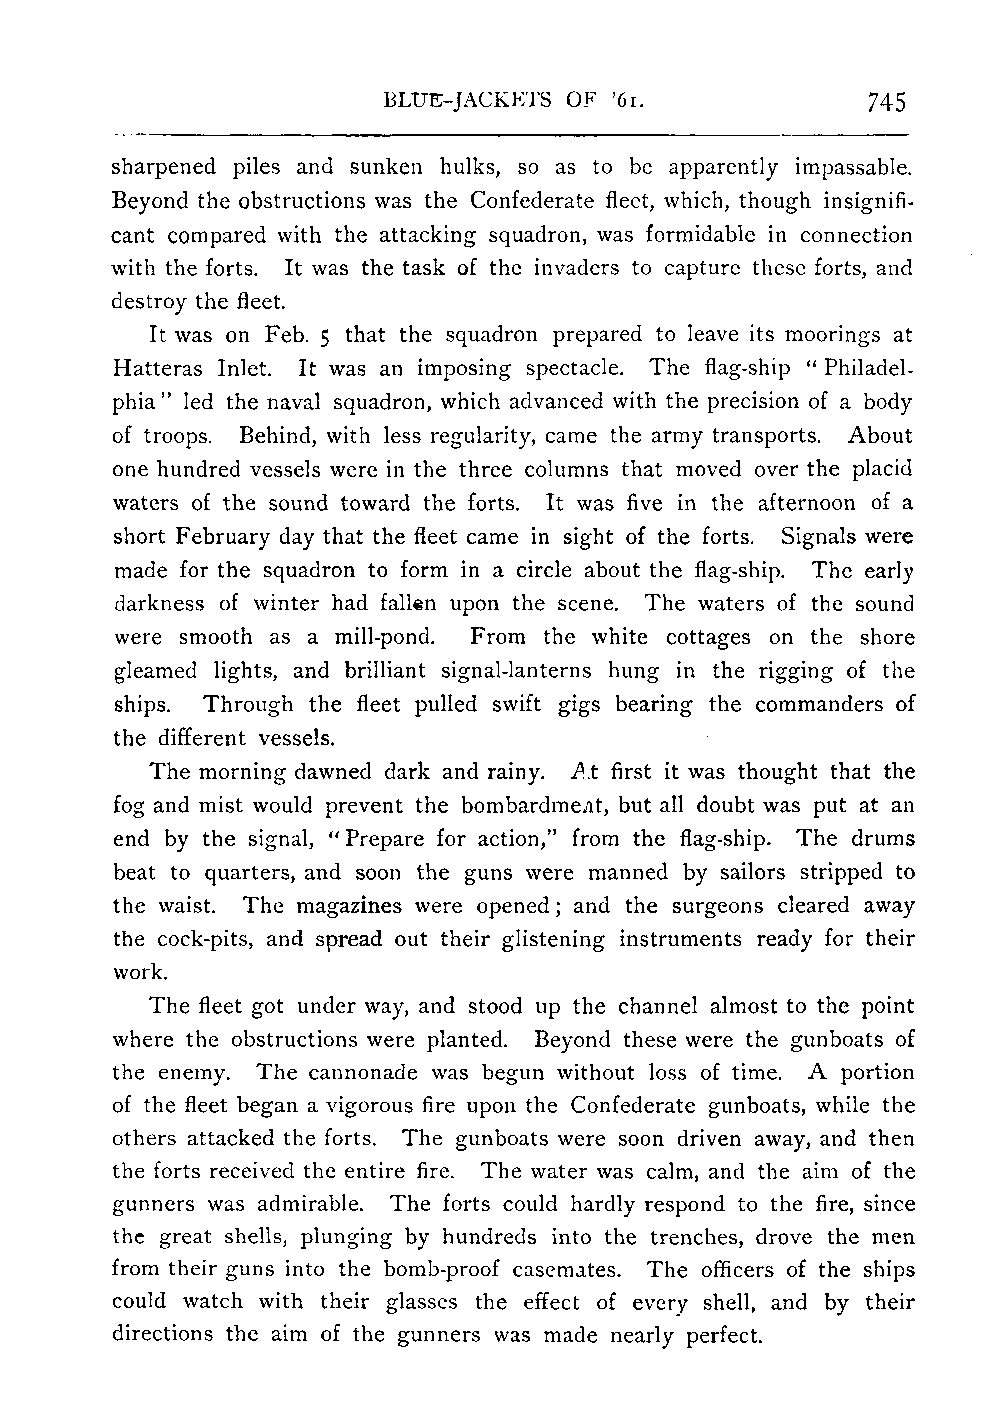 BLUE-JACKETS OF '61. 745
sharpened piles and sunken hulks, so as to be apparently impassable.
Beyond the obstructions was the Confederate fleet, which, though insignifi-
cant compared with the attacking squadron, was formidable in connection
with the forts. It was the task of the invaders to capture these forts, and
destroy the fleet.
It was on Feb. 5 that the squadron prepared to leave its moorings at
Hatteras Inlet. It was an imposing spectacle. The flag-ship "Philadel-
phia" led the naval squadron, which advanced with the precision of a body
of troops. Behind, with less regularity, came the army transports. About
one hundred vessels were in the three columns that moved over the placid
waters of the sound toward the forts. It was five in the afternoon of a
short February day that the fleet came in sight of the forts. Signals were
made for the squadron to form in a circle about the flag-ship. The early
darkness of winter had fallen upon the scene. The waters of the sound
were smooth as a mill-pond. From the white cottages on the shore
gleamed lights, and brilliant signal-lanterns hung in the rigging of the
ships. Through the fleet pulled swift gigs bearing the commanders of
the different vessels.
The morning dawned dark and rainy. At first it was thought that the
fog and mist would prevent the bombardment, but all doubt was put at an
end by the signal, "Prepare for action," from the flag-ship. The drums
beat to quarters, and soon the guns were manned by sailors stripped to
the waist. The magazines were opened; and the surgeons cleared away
the cock-pits, and spread out their glistening instruments ready for their
work.
The fleet got under way, and stood up the channel almost to the point
where the obstructions were planted. Beyond these were the gunboats of
the enemy. The cannonade was begun without loss of time. A portion
of the fleet began a vigorous fire upon the Confederate gunboats, while the
others attacked the forts. The gunboats were soon driven away, and then
the forts received the entire fire. The water was calm, and the aim of the
gunners was admirable. The forts could hardly respond to the fire, since
the great shells, plunging by hundreds into the trenches, drove the men
from their guns into the bomb-proof casemates. The officers of the ships
could watch with their glasses the effect of every shell, and by their
directions the aim of the gunners was made nearly perfect.